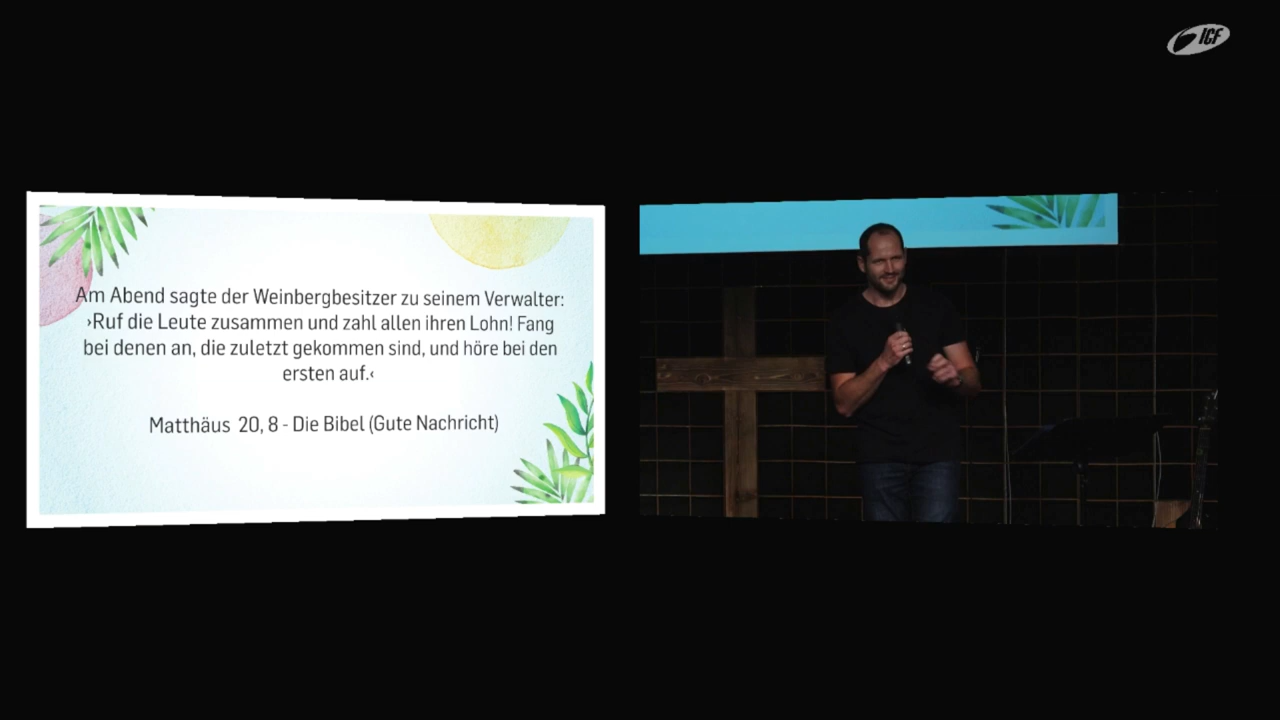 ICF
Am Abend sagte der Weinbergbesitzer zu seinem Verwalter:
›Ruf die Leute zusammen und zahl allen ihren Lohn! Fang
bei denen an, die zuletzt gekommen sind, und höre bei den
ersten auf.‹
Matthäus 20, 8 - Die Bibel (Gute Nachricht)